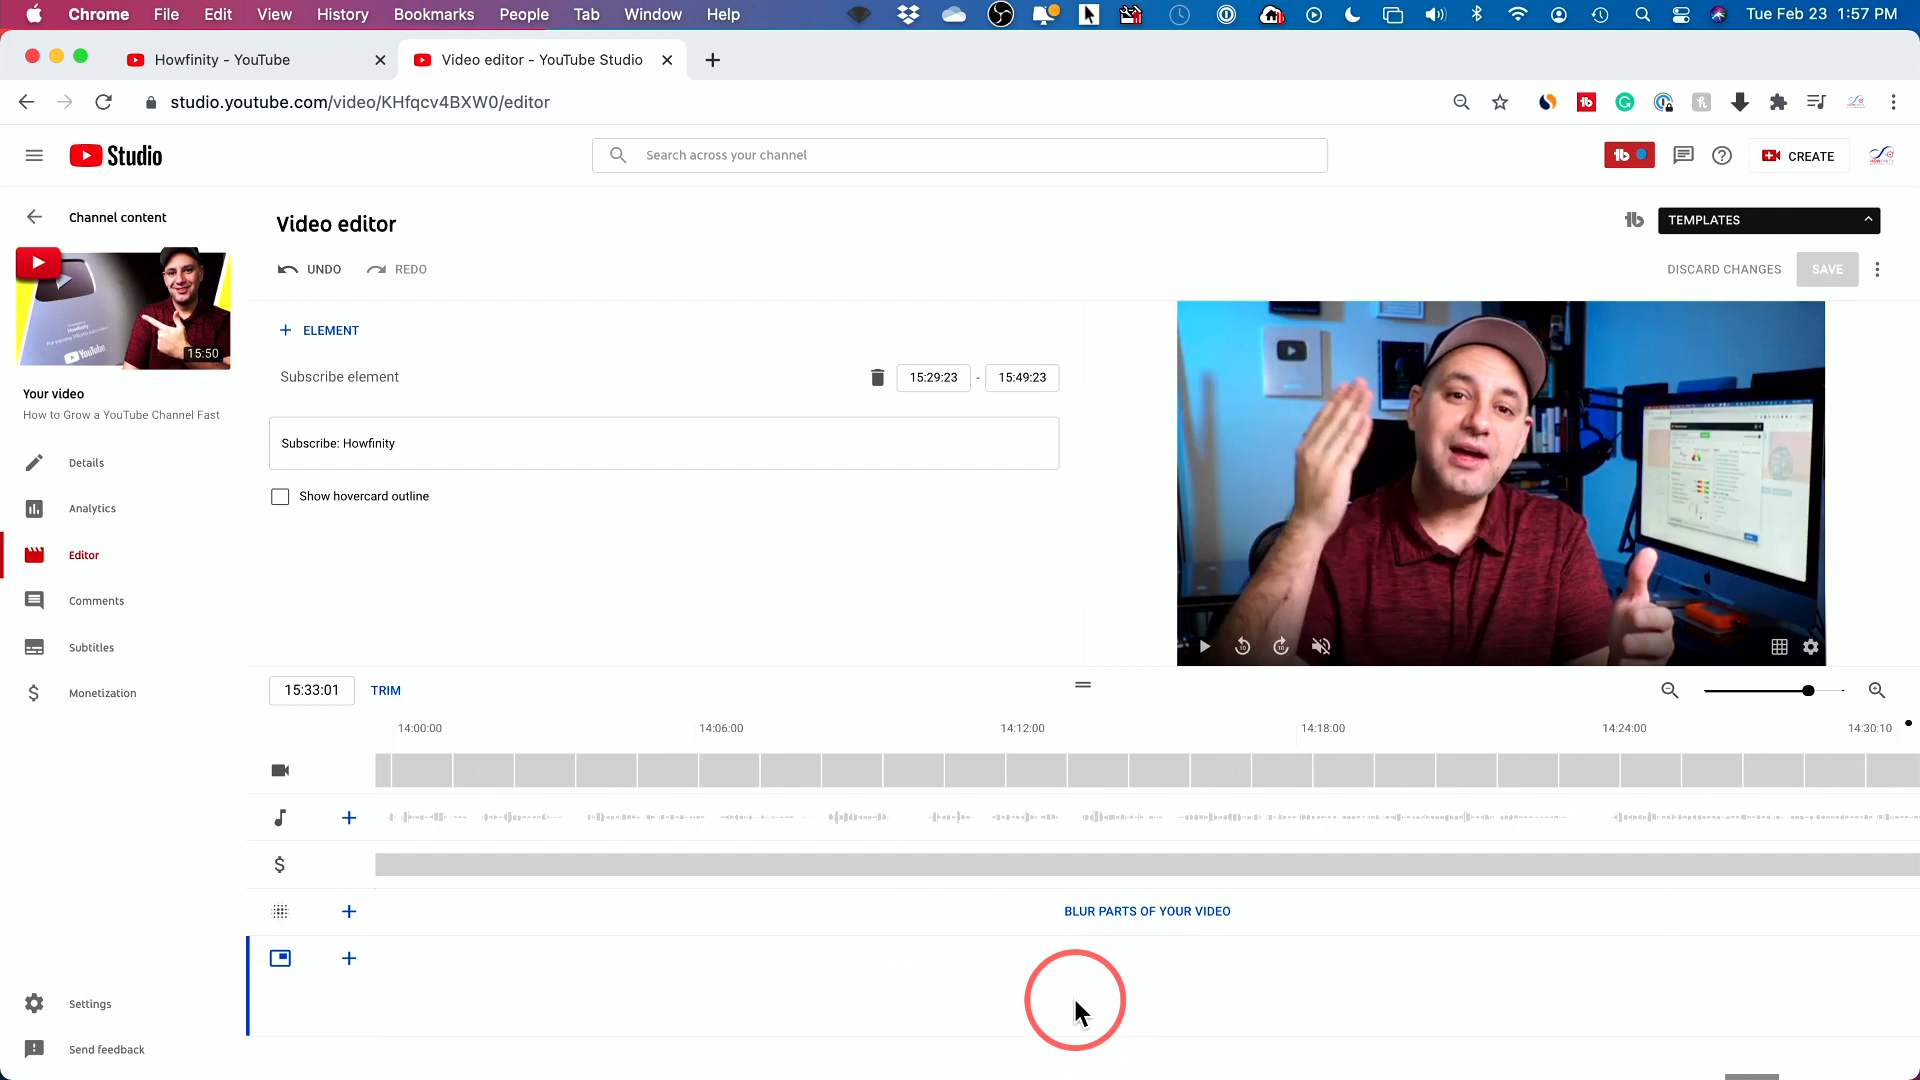 Chrome File Edit View History Bookmarks People Tab Window Help Tue Feb 23 1:57 PM
Howfinity - YouTube
Video editor - YouTube Studio
studio.youtube.com/video/KHfqcv4BXW0/editor
Studio
Search across your channel
CREATE
Channel content
Video editor
TEMPLATES
UNDO REDO
DISCARD CHANGES
SAVE
Howfinity
YouTube
15:50
+ ELEMENT
Subscribe element
15:29:23 - 15:49:23
Your video
How to Grow a YouTube Channel Fast
Subscribe: Howfinity
Details
Show hovercard outline
Analytics
Editor
Comments
Subtitles
Monetization
15:33:01 TRIM
14:00:00 14:06:00 14:12:00 14:18:00 14:24:00 14:30:10
BLUR PARTS OF YOUR VIDEO
Settings
Send feedback